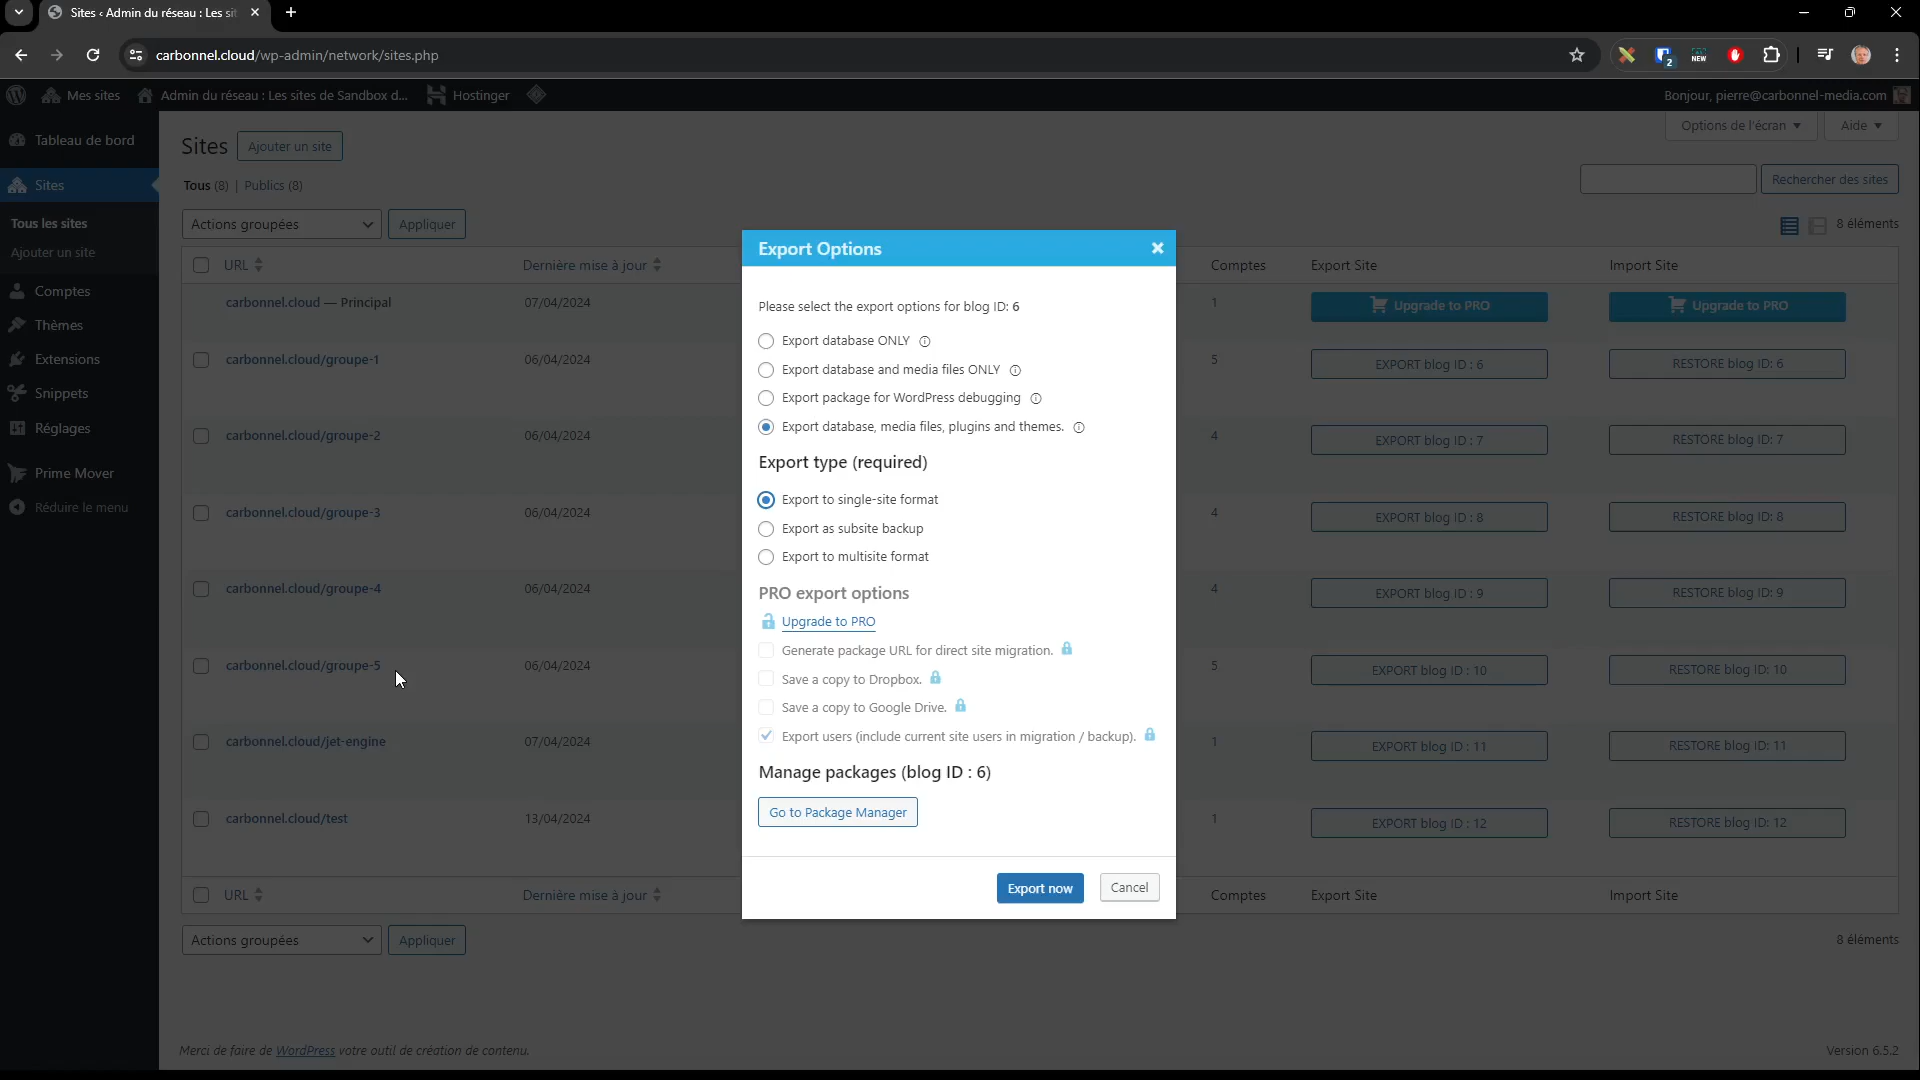 Sites ‹ Admin du réseau : Les sit
carbonnel.cloud/wp-admin/network/sites.php
2
NEW
Mes sites
Admin du réseau : Les sites de Sandbox d...
Hostinger
Bonjour, pierre@carbonnel-media.com
Tableau de bord
Sites
Tous les sites
Ajouter un site
Comptes
Thèmes
Extensions
Snippets
Réglages
Prime Mover
Réduire le menu
Options de l'écran
Aide
Sites
Ajouter un site
Tous (8) | Publics (8)
Rechercher des sites
Actions groupées
Appliquer
8 éléments
URL
Dernière mise à jour
Comptes
Export Site
Import Site
carbonnel.cloud — Principal
07/04/2024
1
Upgrade to PRO
Upgrade to PRO
carbonnel.cloud/groupe-1
06/04/2024
5
EXPORT blog ID : 6
RESTORE blog ID: 6
carbonnel.cloud/groupe-2
06/04/2024
4
EXPORT blog ID : 7
RESTORE blog ID: 7
carbonnel.cloud/groupe-3
06/04/2024
4
EXPORT blog ID : 8
RESTORE blog ID: 8
carbonnel.cloud/groupe-4
06/04/2024
4
EXPORT blog ID : 9
RESTORE blog ID: 9
carbonnel.cloud/groupe-5
06/04/2024
5
EXPORT blog ID : 10
RESTORE blog ID: 10
carbonnel.cloud/jet-engine
07/04/2024
1
EXPORT blog ID : 11
RESTORE blog ID: 11
carbonnel.cloud/test
13/04/2024
1
EXPORT blog ID : 12
RESTORE blog ID: 12
URL
Dernière mise à jour
Comptes
Export Site
Import Site
Actions groupées
Appliquer
8 éléments
Export Options
Please select the export options for blog ID: 6
Export database ONLY
Export database and media files ONLY
Export package for WordPress debugging
Export database, media files, plugins and themes.
Export type (required)
Export to single-site format
Export as subsite backup
Export to multisite format
PRO export options
Upgrade to PRO
Generate package URL for direct site migration.
Save a copy to Dropbox.
Save a copy to Google Drive.
Export users (include current site users in migration / backup).
Manage packages (blog ID : 6)
Go to Package Manager
Export now
Cancel
Merci de faire de WordPress votre outil de création de contenu.
Version 6.5.2